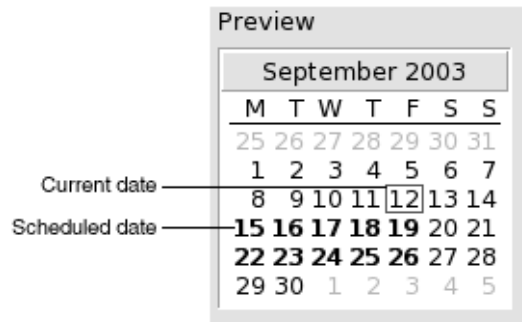 Preview
September 2003
M T W T F S S
25 26 27 28 29 30 31
1 2 3 4 5 6 7
Current date 8 9 10 11 12 13 14
Scheduled date 15 16 17 18 19 20 21
22 23 24 25 26 27 28
29 30 1 2 3 4 5